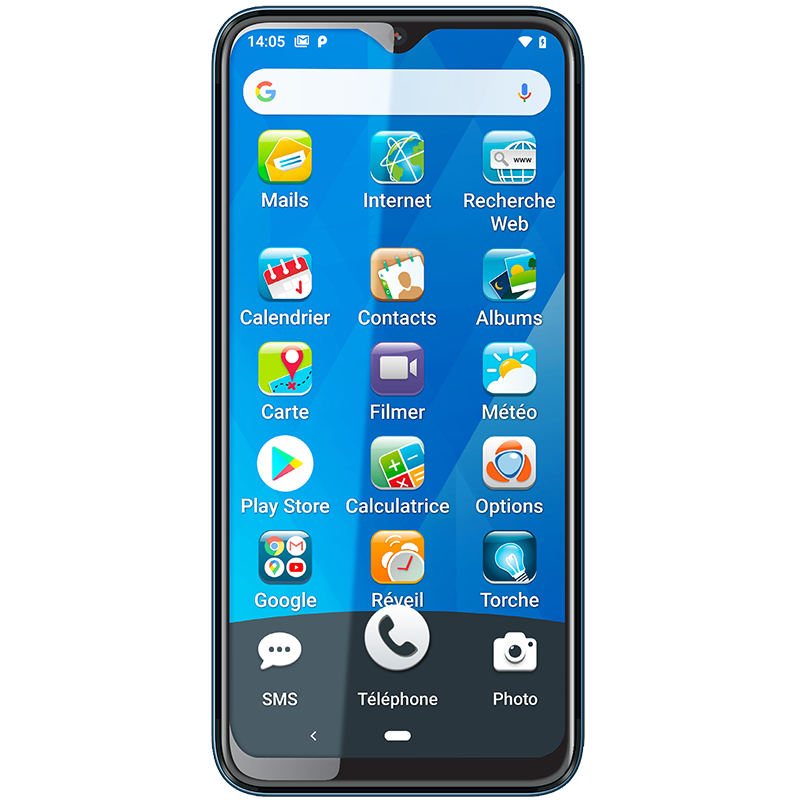 14:05 P
G
www
Mails Internet Recherche
Web
Calendrier Contacts Albums
Carte Filmer Météo
Play Store Calculatrice Options
Google Réveil Torche
SMS Téléphone Photo